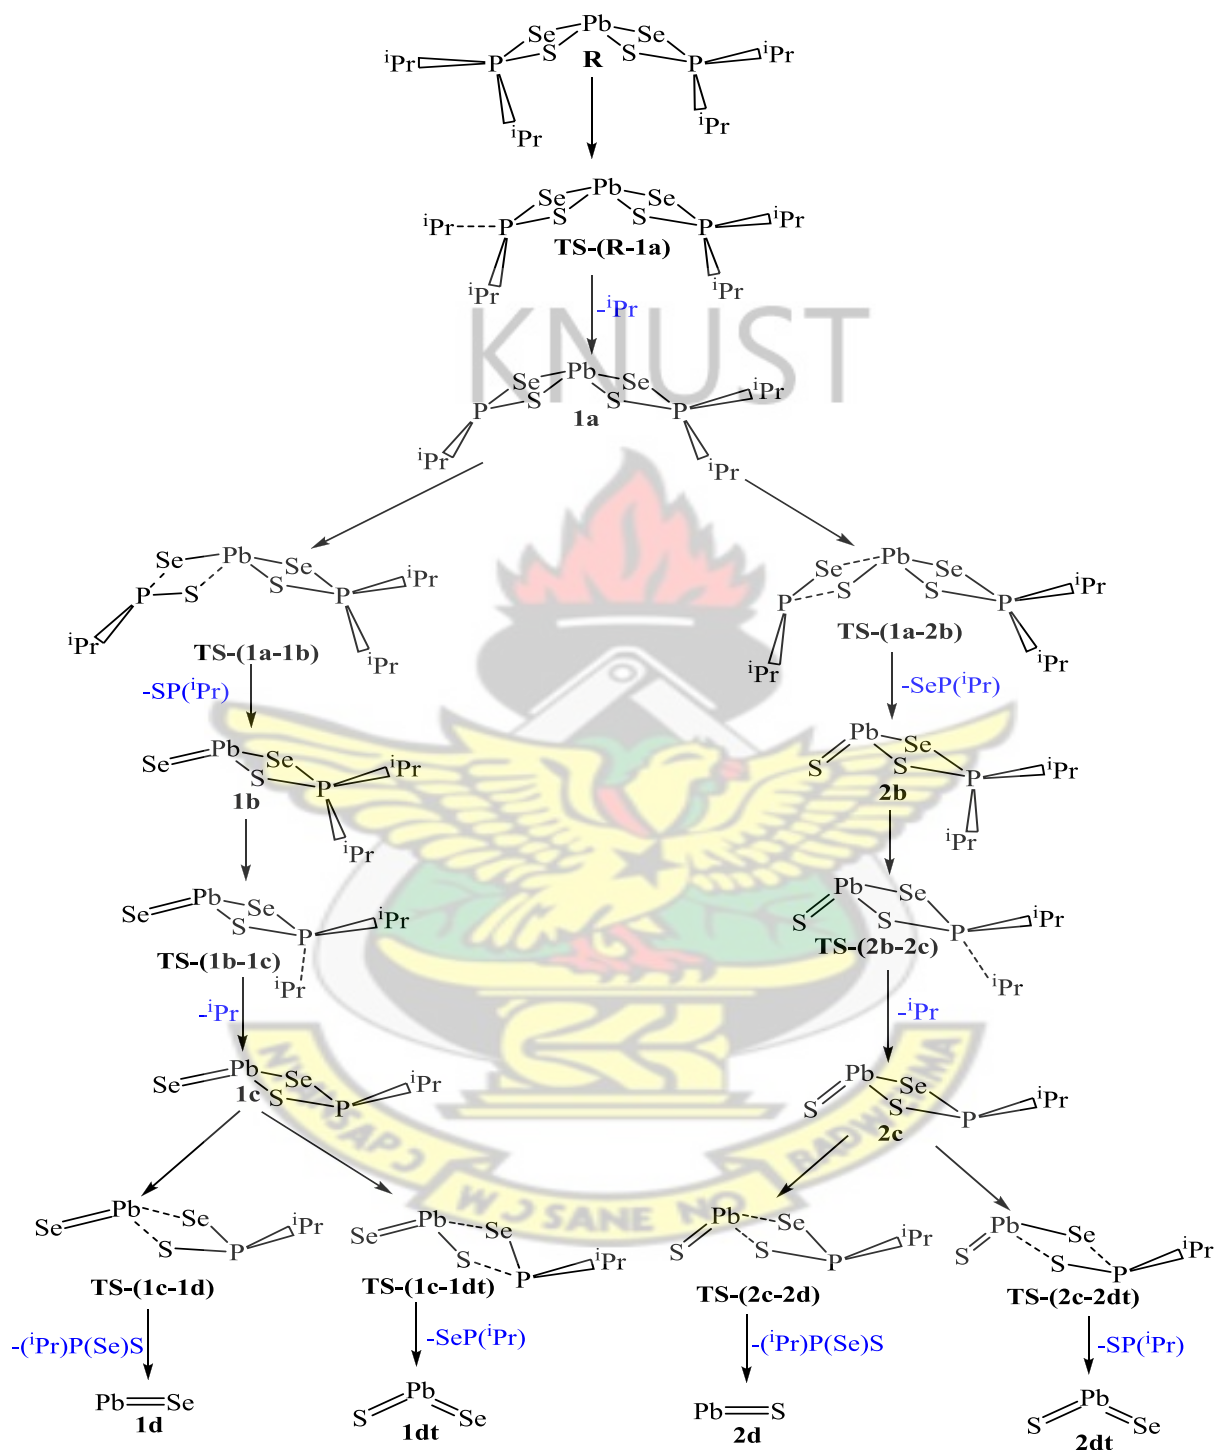 Se Pb Se
ⁱPr P S R S P ⁱPr
ⁱPr ⁱPr
Se Pb Se
ⁱPr P S S P ⁱPr
TS-(R-1a)
ⁱPr ⁱPr
-ⁱPr
KNUST
Se Pb Se ⁱPr
P S S P
1a
ⁱPr ⁱPr
Se Pb Se
P S S P ⁱPr
ⁱPr ⁱPr
TS-(1a-1b)
Se Pb Se
P S S P ⁱPr
TS-(1a-2b)
ⁱPr ⁱPr
-SP(ⁱPr)
-SeP(ⁱPr)
Se Pb Se ⁱPr
S P
1b
ⁱPr
S Pb Se ⁱPr
S P
2b
ⁱPr
Se Pb Se ⁱPr
S P
TS-(1b-1c)
ⁱPr
S Pb Se ⁱPr
S P
TS-(2b-2c)
ⁱPr
-ⁱPr
-ⁱPr
Se Pb Se ⁱPr
1c S P
S Pb Se ⁱPr
S P
2c
NYANSAPƆ WƆSANE NO BADWENMA
Se Pb Se ⁱPr
S P
TS-(1c-1d)
Se Pb Se ⁱPr
S P
TS-(1c-1dt)
S Pb Se ⁱPr
S P
TS-(2c-2d)
S Pb Se ⁱPr
S P
TS-(2c-2dt)
-(ⁱPr)P(Se)S
-SeP(ⁱPr)
-(ⁱPr)P(Se)S
-SP(ⁱPr)
Pb Se
1d
S Pb Se
1dt
Pb S
2d
S Pb Se
2dt